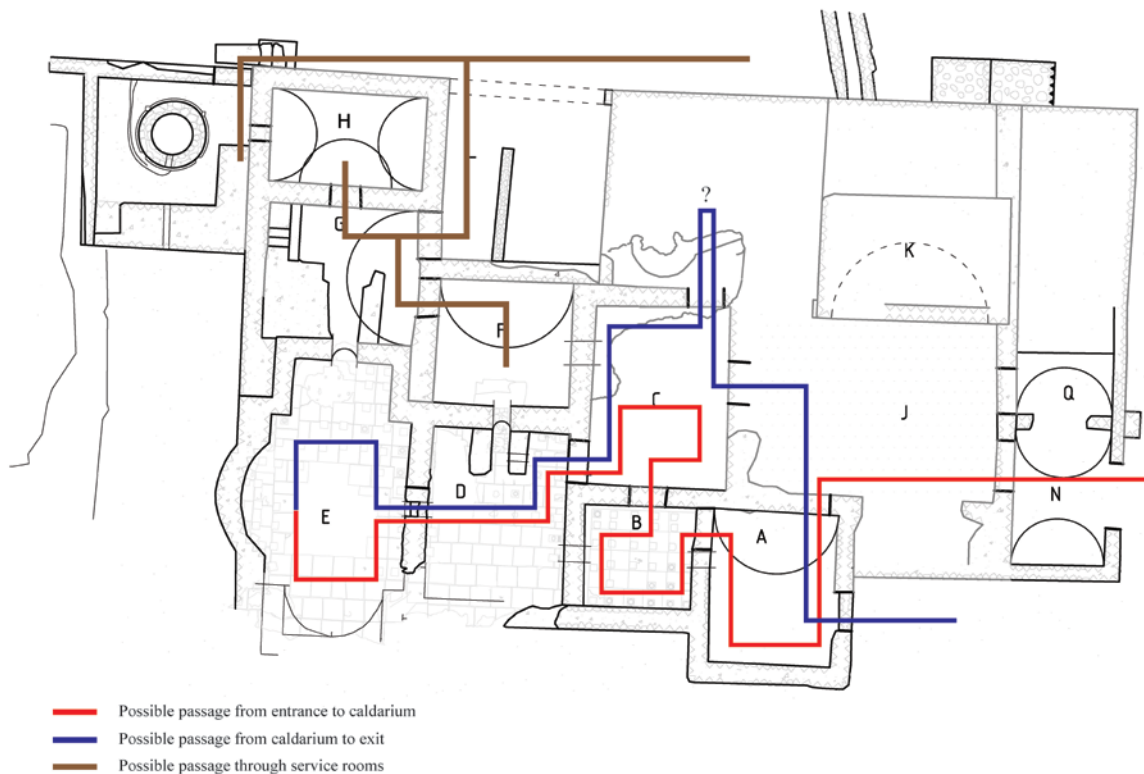 H
?
G
K
F
C
Q
J
D
N
E
B
A
Possible passage from entrance to caldarium
Possible passage from caldarium to exit
Possible passage through service rooms